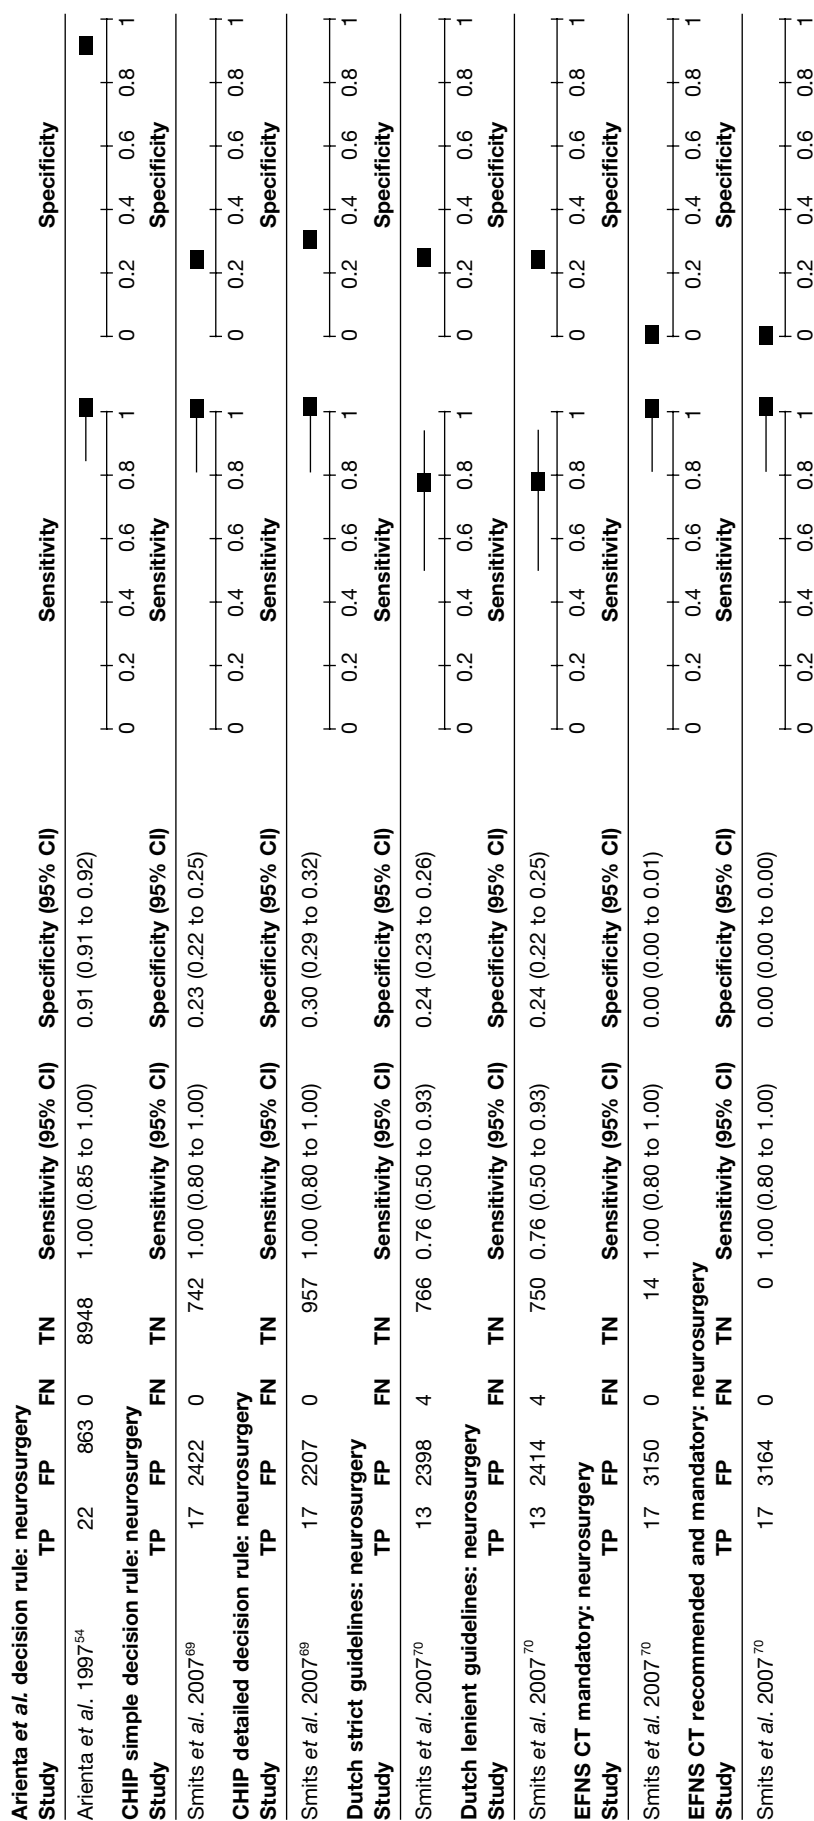 Arienta et al. decision rule: neurosurgery
Study TP FP FN TN Sensitivity (95% CI) Specificity (95% CI) Sensitivity Specificity
Arienta et al. 1997⁵⁴ 22 863 0 8948 1.00 (0.85 to 1.00) 0.91 (0.91 to 0.92)
0 0.2 0.4 0.6 0.8 1 0 0.2 0.4 0.6 0.8 1
CHIP simple decision rule: neurosurgery
Study TP FP FN TN Sensitivity (95% CI) Specificity (95% CI) Sensitivity Specificity
Smits et al. 2007⁶⁹ 17 2422 0 742 1.00 (0.80 to 1.00) 0.23 (0.22 to 0.25)
0 0.2 0.4 0.6 0.8 1 0 0.2 0.4 0.6 0.8 1
CHIP detailed decision rule: neurosurgery
Study TP FP FN TN Sensitivity (95% CI) Specificity (95% CI) Sensitivity Specificity
Smits et al. 2007⁶⁹ 17 2207 0 957 1.00 (0.80 to 1.00) 0.30 (0.29 to 0.32)
0 0.2 0.4 0.6 0.8 1 0 0.2 0.4 0.6 0.8 1
Dutch strict guidelines: neurosurgery
Study TP FP FN TN Sensitivity (95% CI) Specificity (95% CI) Sensitivity Specificity
Smits et al. 2007⁷⁰ 13 2398 4 766 0.76 (0.50 to 0.93) 0.24 (0.23 to 0.26)
0 0.2 0.4 0.6 0.8 1 0 0.2 0.4 0.6 0.8 1
Dutch lenient guidelines: neurosurgery
Study TP FP FN TN Sensitivity (95% CI) Specificity (95% CI) Sensitivity Specificity
Smits et al. 2007⁷⁰ 13 2414 4 750 0.76 (0.50 to 0.93) 0.24 (0.22 to 0.25)
0 0.2 0.4 0.6 0.8 1 0 0.2 0.4 0.6 0.8 1
EFNS CT mandatory: neurosurgery
Study TP FP FN TN Sensitivity (95% CI) Specificity (95% CI) Sensitivity Specificity
Smits et al. 2007⁷⁰ 17 3150 0 14 1.00 (0.80 to 1.00) 0.00 (0.00 to 0.01)
0 0.2 0.4 0.6 0.8 1 0 0.2 0.4 0.6 0.8 1
EFNS CT recommended and mandatory: neurosurgery
Study TP FP FN TN Sensitivity (95% CI) Specificity (95% CI) Sensitivity Specificity
Smits et al. 2007⁷⁰ 17 3164 0 0 1.00 (0.80 to 1.00) 0.00 (0.00 to 0.00)
0 0.2 0.4 0.6 0.8 1 0 0.2 0.4 0.6 0.8 1